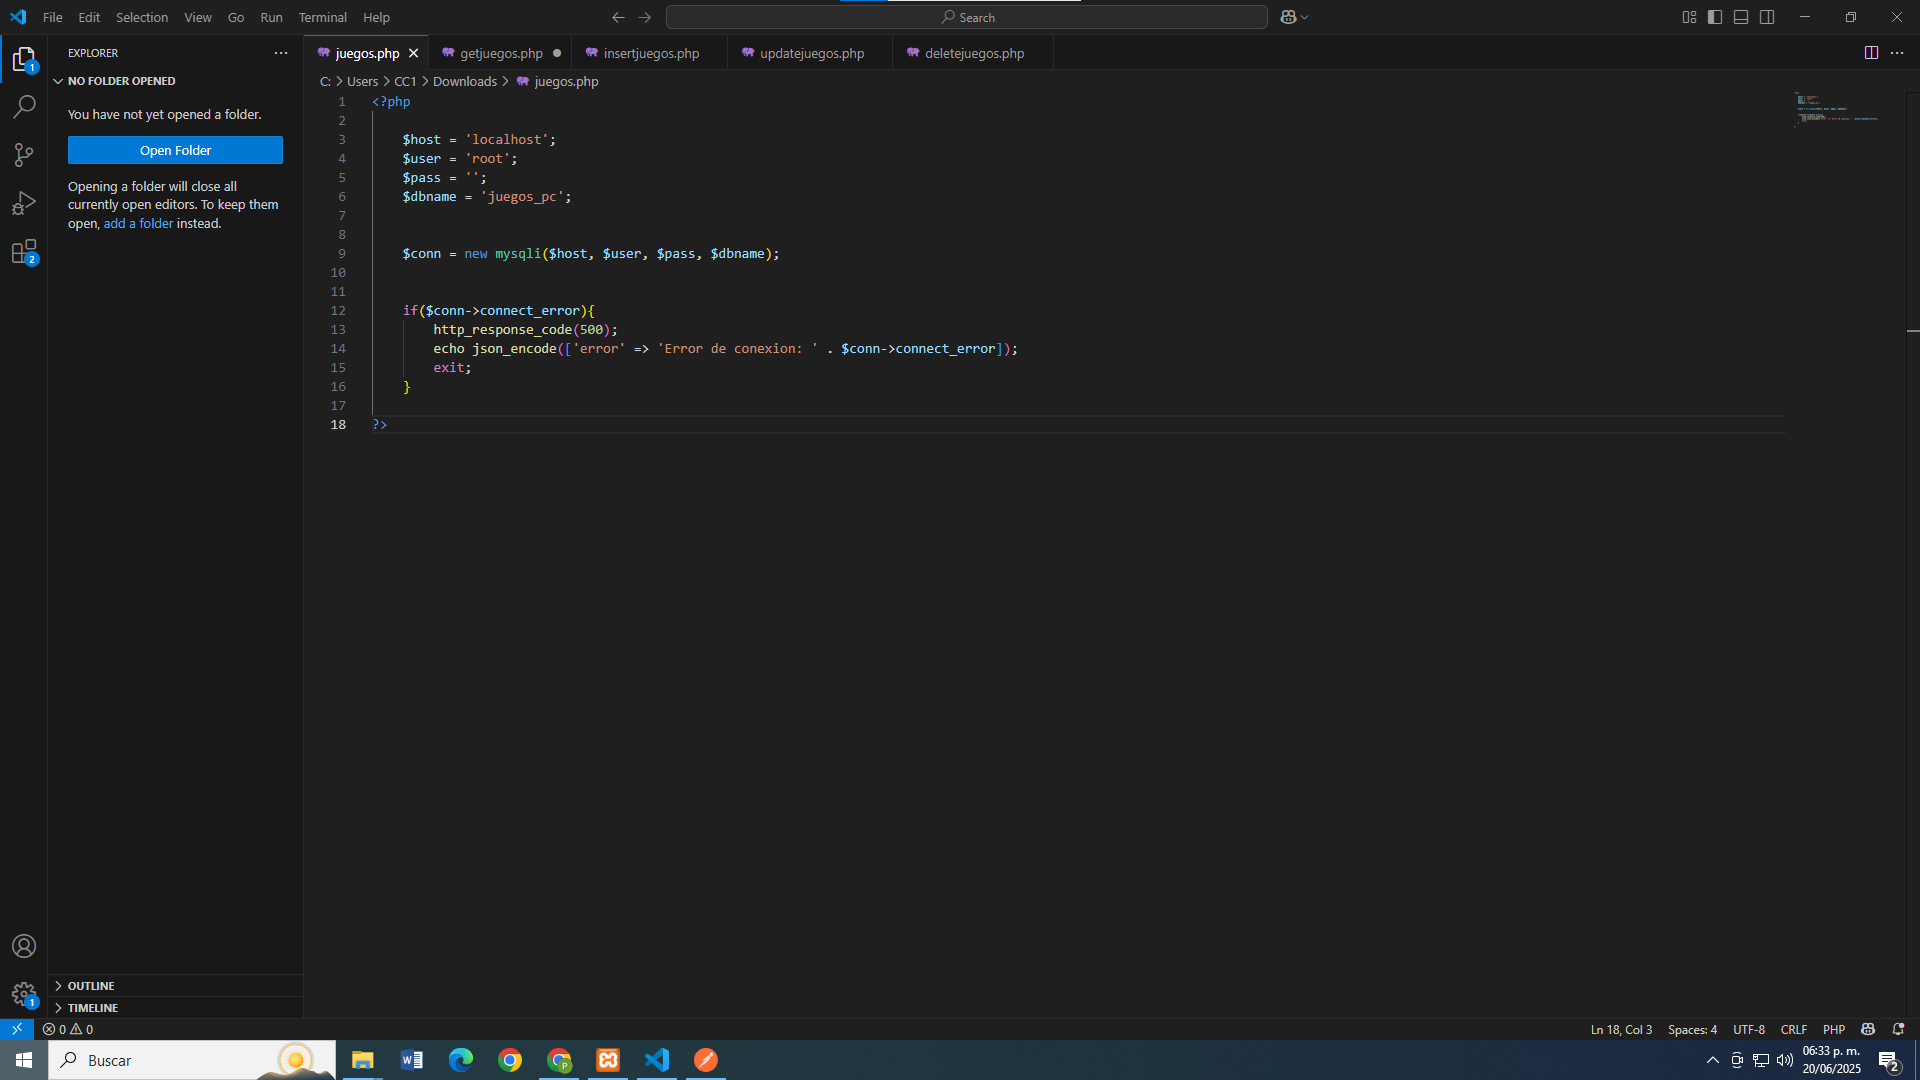 File Edit Selection View Go Run Terminal Help
Search
EXPLORER
juegos.php
getjuegos.php
insertjuegos.php
updatejuegos.php
deletejuegos.php
NO FOLDER OPENED
You have not yet opened a folder.
Open Folder
Opening a folder will close all
currently open editors. To keep them
open, add a folder instead.
C: > Users > CC1 > Downloads > juegos.php
1 <?php
2
3 $host = 'localhost';
4 $user = 'root';
5 $pass = '';
6 $dbname = 'juegos_pc';
7
8
9 $conn = new mysqli($host, $user, $pass, $dbname);
10
11
12 if($conn->connect_error){
13 http_response_code(500);
14 echo json_encode(['error' => 'Error de conexion: ' . $conn->connect_error]);
15 exit;
16 }
17
18 ?>
1
2
1
OUTLINE
TIMELINE
0 0
Ln 18, Col 3 Spaces: 4 UTF-8 CRLF PHP
Buscar
P
06:33 p. m.
20/06/2025
2